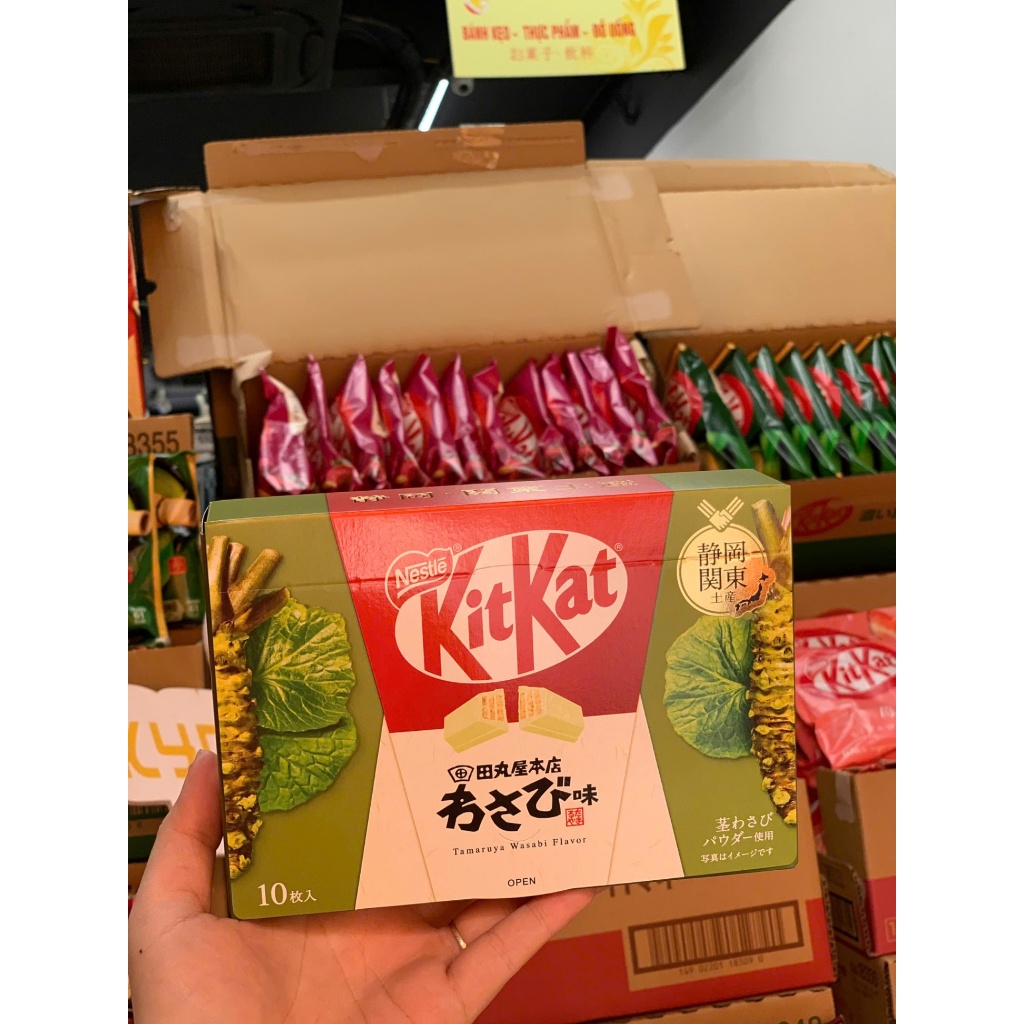 BÁNH KẸO - THỰC PHẨM - ĐỒ UỐNG
お菓子・飲料
8355
Nestlé
KitKat
静岡
関東
土産
田丸屋本店
わさび味
Tamaruya Wasabi Flavor
茎わさび
パウダー使用
写真はイメージです
10枚入
OPEN
KitKat